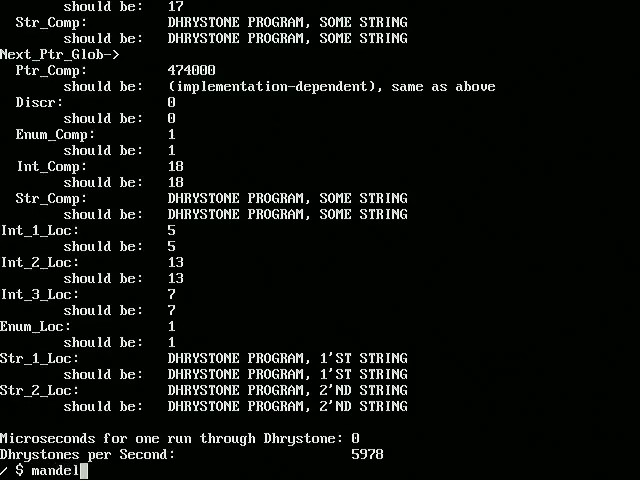 should be: 17
Str_Comp: DHRYSTONE PROGRAM, SOME STRING
should be: DHRYSTONE PROGRAM, SOME STRING
Next_Ptr_Glob->
Ptr_Comp: 474000
should be: (implementation-dependent), same as above
Discr: 0
should be: 0
Enum_Comp: 1
should be: 1
Int_Comp: 18
should be: 18
Str_Comp: DHRYSTONE PROGRAM, SOME STRING
should be: DHRYSTONE PROGRAM, SOME STRING
Int_1_Loc: 5
should be: 5
Int_2_Loc: 13
should be: 13
Int_3_Loc: 7
should be: 7
Enum_Loc: 1
should be: 1
Str_1_Loc: DHRYSTONE PROGRAM, 1'ST STRING
should be: DHRYSTONE PROGRAM, 1'ST STRING
Str_2_Loc: DHRYSTONE PROGRAM, 2'ND STRING
should be: DHRYSTONE PROGRAM, 2'ND STRING
Microseconds for one run through Dhrystone: 0
Dhrystones per Second: 5978
/ $ mandel